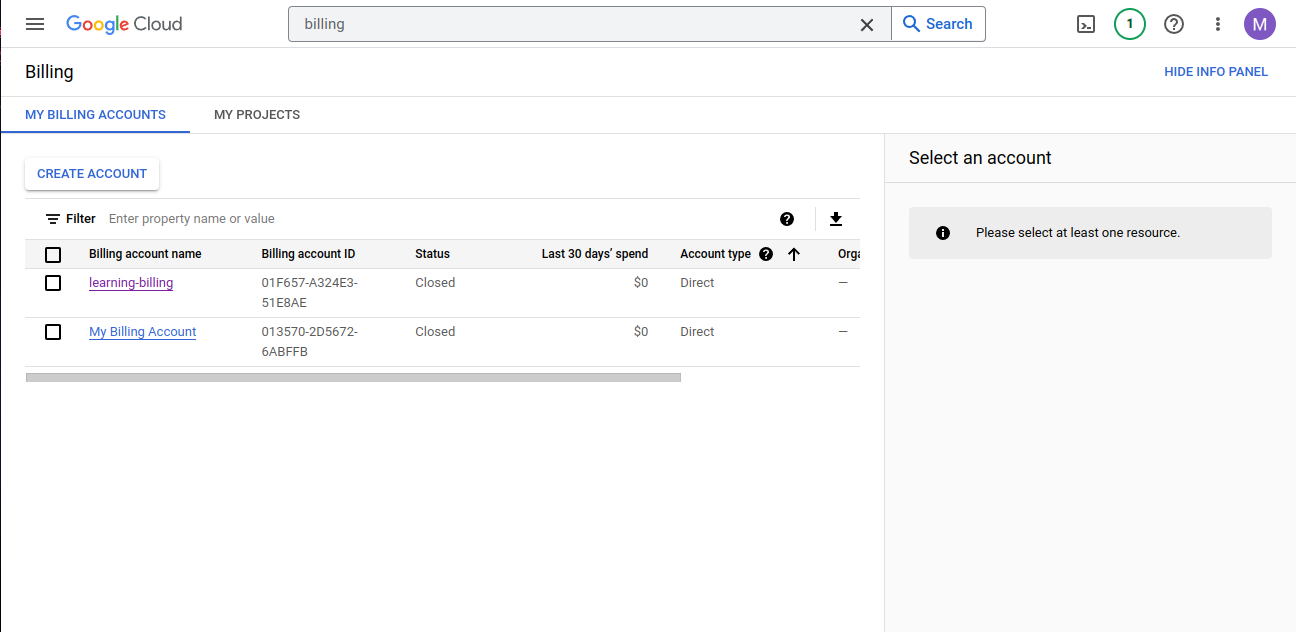 Google Cloud
billing
Search
1
M
Billing
HIDE INFO PANEL
MY BILLING ACCOUNTS
MY PROJECTS
CREATE ACCOUNT
Filter
Enter property name or value
Billing account name
Billing account ID
Status
Last 30 days’ spend
Account type
Orga
learning-billing
01F657-A324E3-
51E8AE
Closed
$0
Direct
—
My Billing Account
013570-2D5672-
6ABFFB
Closed
$0
Direct
—
Select an account
Please select at least one resource.